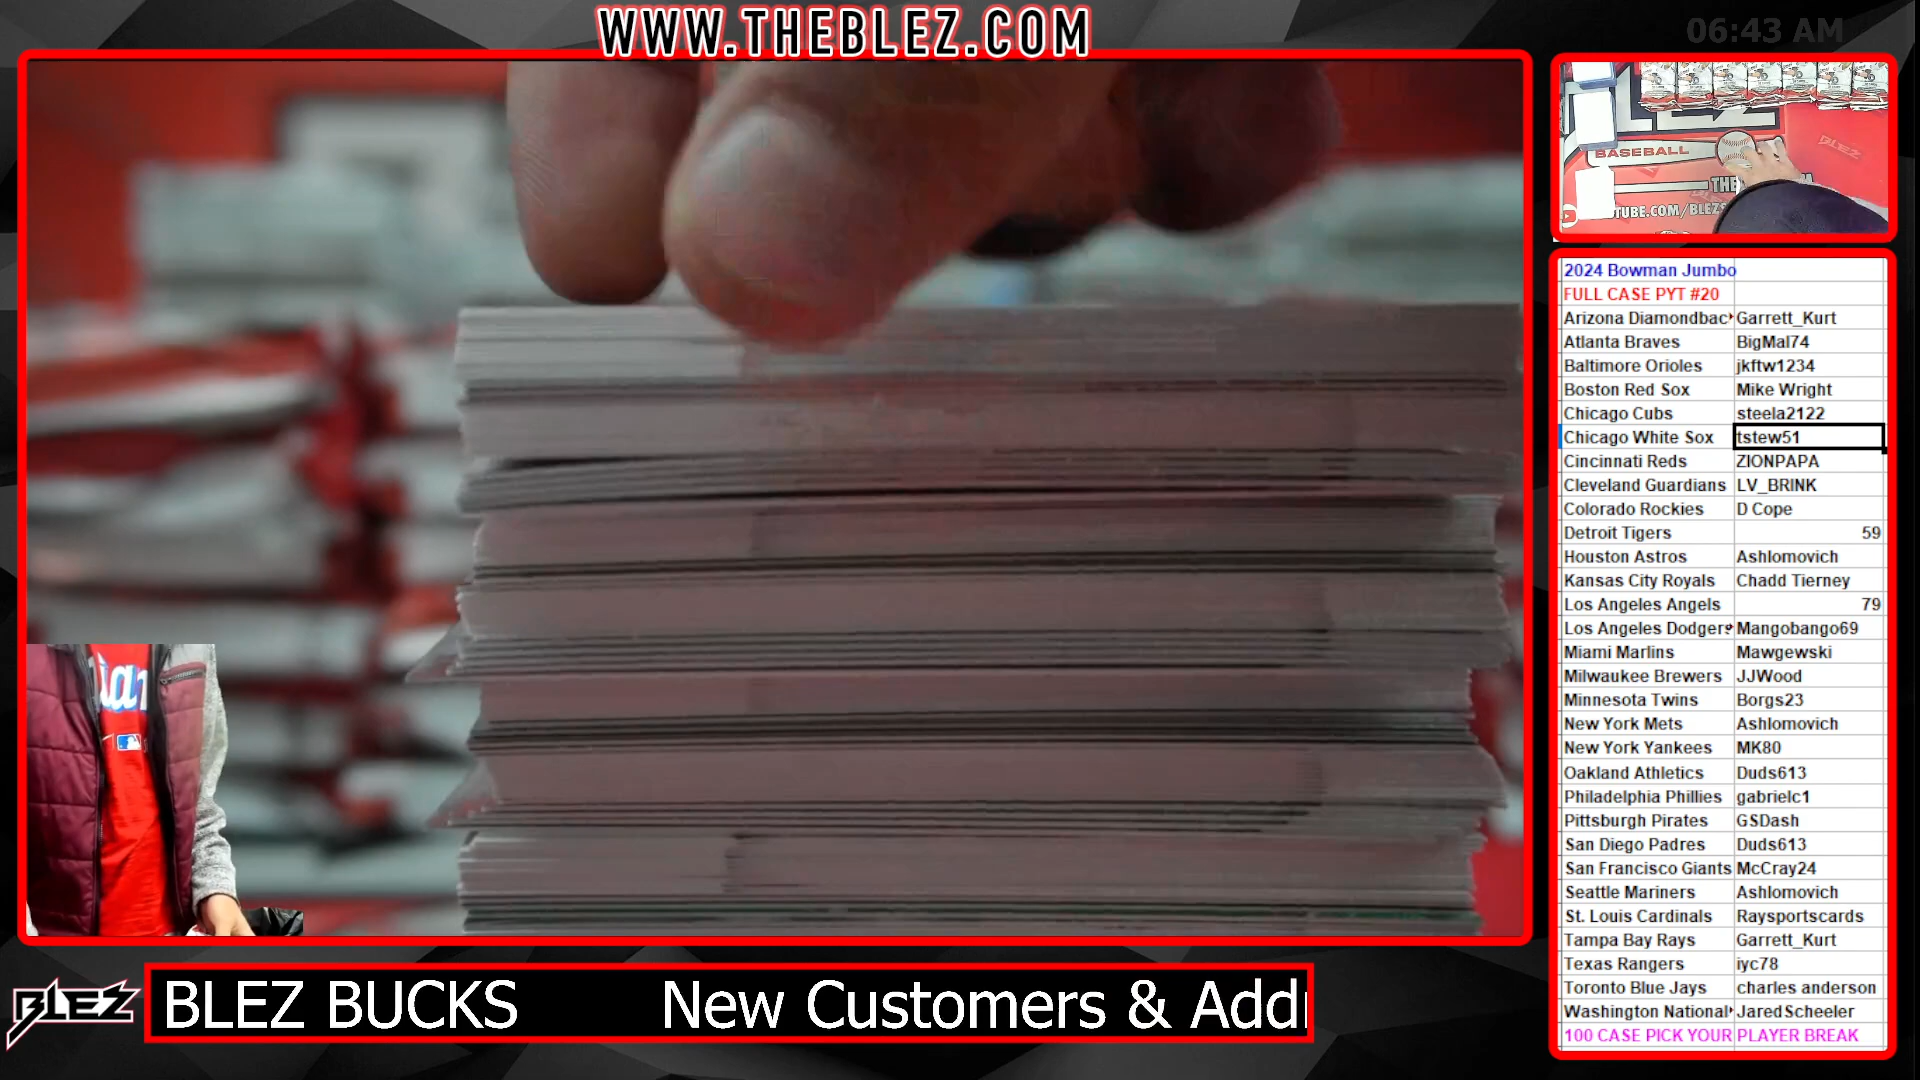 WWW.THEBLEZ.COM
06:43 AM
BASEBALL
BLEZ
2024 Bowman Jumbo
FULL CASE PYT #20
Arizona Diamondbac Garrett_Kurt
Atlanta Braves BigMal74
Baltimore Orioles jkftw1234
Boston Red Sox Mike Wright
Chicago Cubs steela2122
Chicago White Sox tstew51
Cincinnati Reds ZIONPAPA
Cleveland Guardians LV_BRINK
Colorado Rockies D Cope
Detroit Tigers 59
Houston Astros Ashlomovich
Kansas City Royals Chadd Tierney
Los Angeles Angels 79
Los Angeles Dodgers Mangobango69
Miami Marlins Mawgewski
Milwaukee Brewers JJWood
Minnesota Twins Borgs23
New York Mets Ashlomovich
New York Yankees MK80
Oakland Athletics Duds613
Philadelphia Phillies gabrielc1
Pittsburgh Pirates GSDash
San Diego Padres Duds613
San Francisco Giants McCray24
Seattle Mariners Ashlomovich
St. Louis Cardinals Raysportscards
Tampa Bay Rays Garrett_Kurt
Texas Rangers iyc78
Toronto Blue Jays charles anderson
Washington National JaredScheeler
100 CASE PICK YOUR PLAYER BREAK
BLEZ
BLEZ BUCKS New Customers & Add